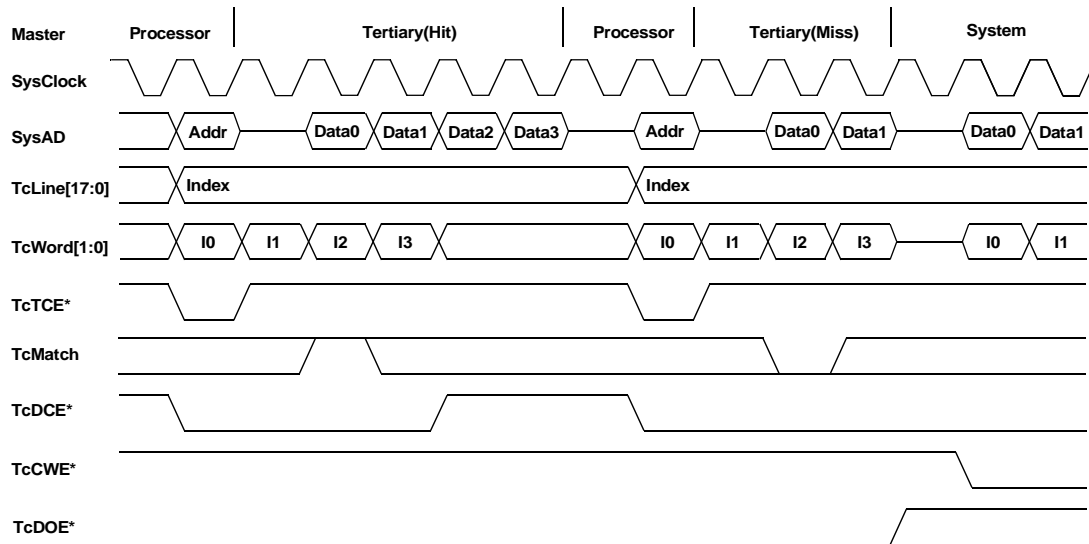 Master Processor Tertiary(Hit) Processor Tertiary(Miss) System
SysClock
SysAD Addr Data0 Data1 Data2 Data3 Addr Data0 Data1 Data0 Data1
TcLine[17:0] Index Index
TcWord[1:0] I0 I1 I2 I3 I0 I1 I2 I3 I0 I1
TcTCE*
TcMatch
TcDCE*
TcCWE*
TcDOE*